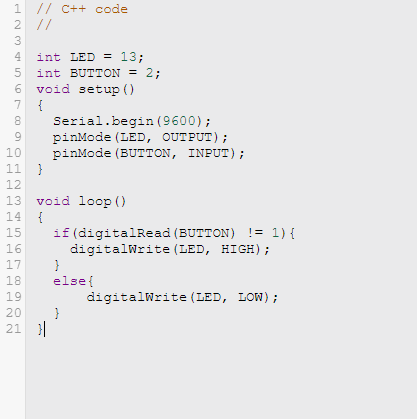 1 // C++ code
2 //
3
4 int LED = 13;
5 int BUTTON = 2;
6 void setup()
7 {
8   Serial.begin(9600);
9   pinMode(LED, OUTPUT);
10   pinMode(BUTTON, INPUT);
11 }
12
13 void loop()
14 {
15   if(digitalRead(BUTTON) != 1){
16     digitalWrite(LED, HIGH);
17   }
18   else{
19       digitalWrite(LED, LOW);
20   }
21 }